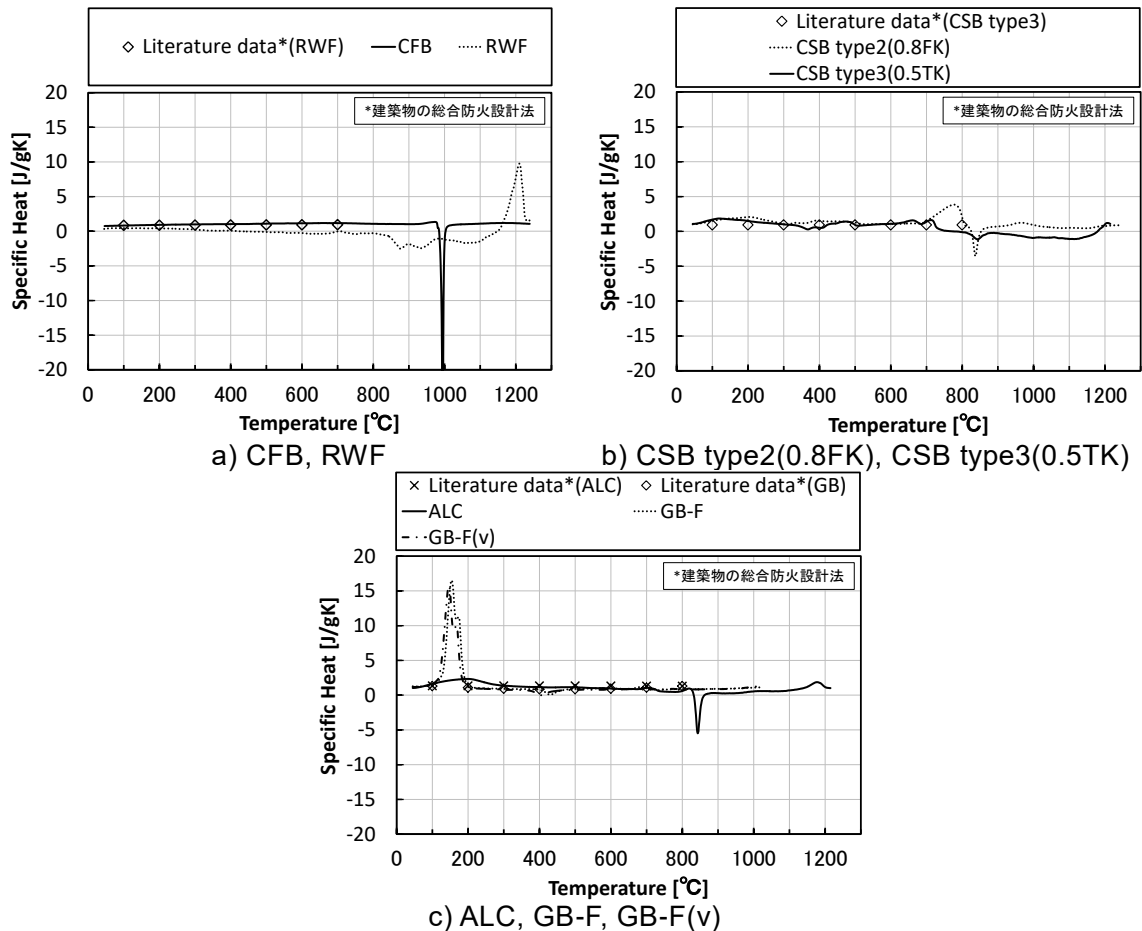 ◇ Literature data*(RWF) CFB RWF
*建築物の総合防火設計法
Specific Heat [J/gK]
20
15
10
5
0
-5
-10
-15
-20
0 200 400 600 800 1000 1200
Temperature [℃]
a) CFB, RWF
◇ Literature data*(CSB type3)
CSB type2(0.8FK)
CSB type3(0.5TK)
*建築物の総合防火設計法
Specific Heat [J/gK]
20
15
10
5
0
-5
-10
-15
-20
0 200 400 600 800 1000 1200
Temperature [℃]
b) CSB type2(0.8FK), CSB type3(0.5TK)
× Literature data*(ALC) ◇ Literature data*(GB)
ALC GB-F
GB-F(v)
*建築物の総合防火設計法
Specific Heat [J/gK]
20
15
10
5
0
-5
-10
-15
-20
0 200 400 600 800 1000 1200
Temperature [℃]
c) ALC, GB-F, GB-F(v)